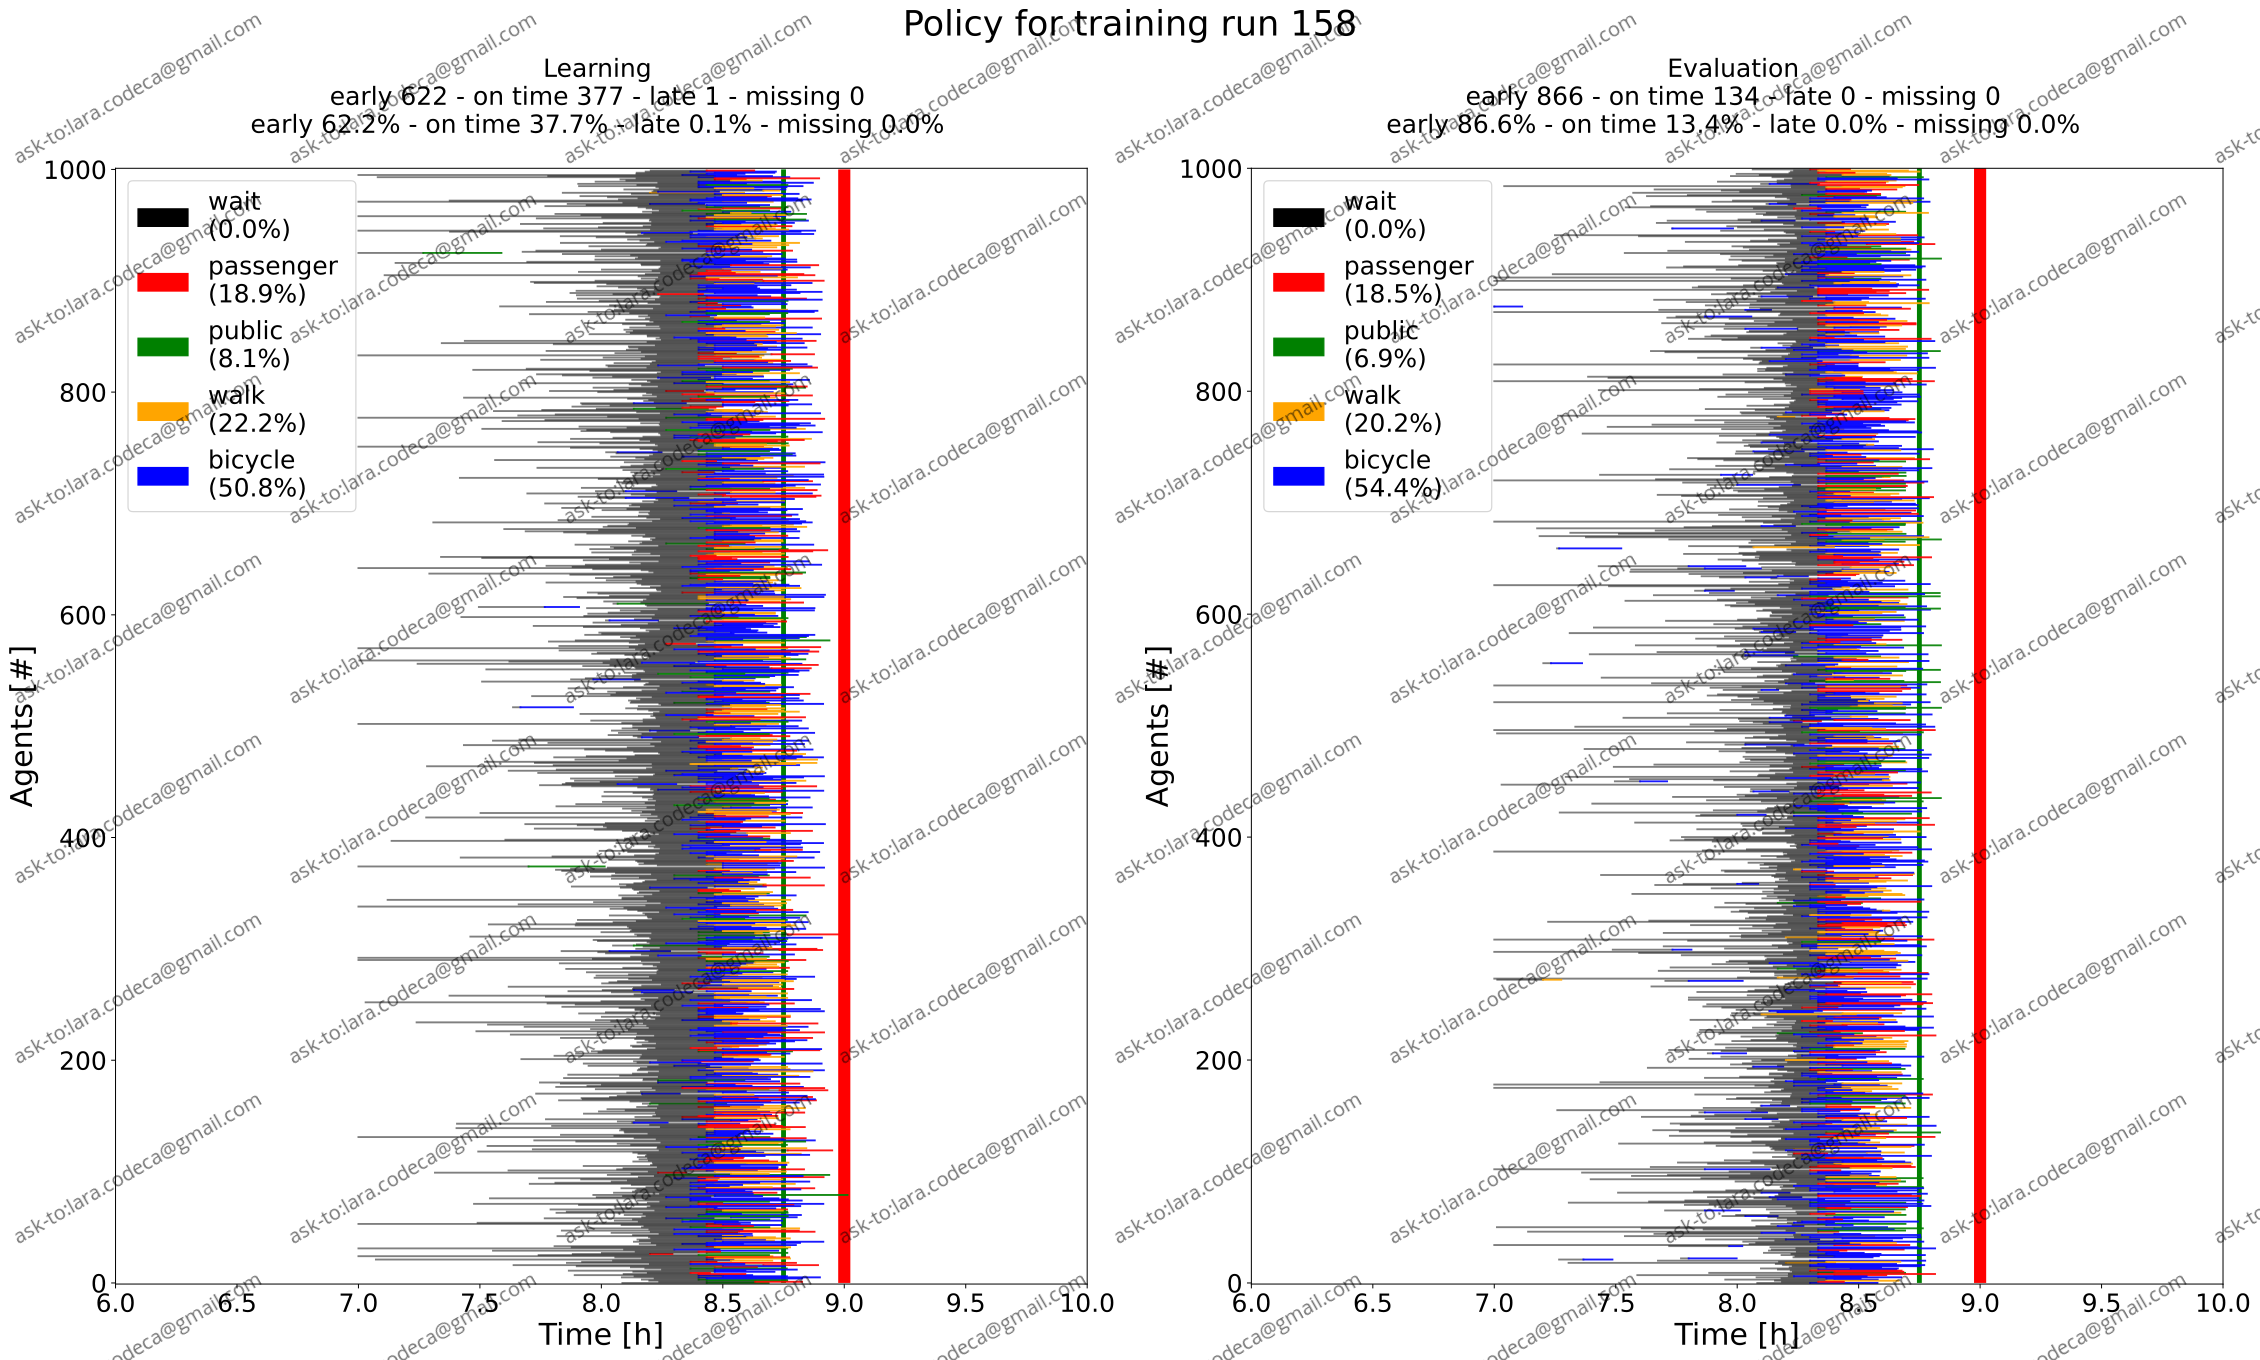 Policy for training run 158
Learning
early 622 - on time 377 - late 1 - missing 0
early 62.2% - on time 37.7% - late 0.1% - missing 0.0%
1000
800
600
400
200
0
Agents [#]
wait
(0.0%)
passenger
(18.9%)
public
(8.1%)
walk
(22.2%)
bicycle
(50.8%)
6.0 6.5 7.0 7.5 8.0 8.5 9.0 9.5 10.0
Time [h]
Evaluation
early 866 - on time 134 - late 0 - missing 0
early 86.6% - on time 13.4% - late 0.0% - missing 0.0%
1000
800
600
400
200
0
Agents [#]
wait
(0.0%)
passenger
(18.5%)
public
(6.9%)
walk
(20.2%)
bicycle
(54.4%)
6.0 6.5 7.0 7.5 8.0 8.5 9.0 9.5 10.0
Time [h]
ask-to:lara.codeca@gmail.com